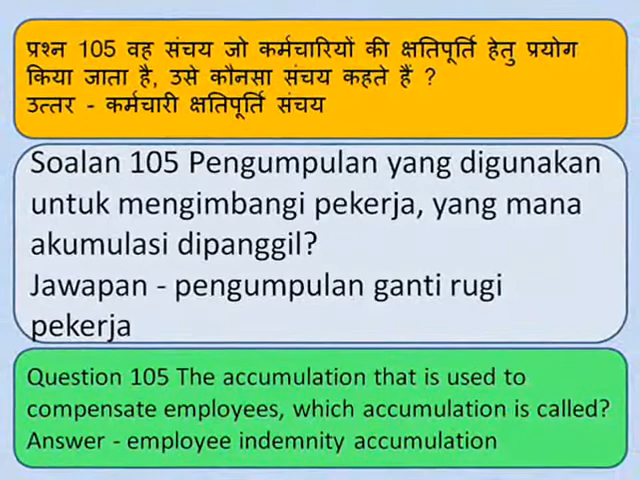 प्रश्न 105 वह संचय जो कर्मचारियों की क्षतिपूर्ति हेतु प्रयोग
किया जाता है, उसे कौनसा संचय कहते हैं ?
उत्तर - कर्मचारी क्षतिपूर्ति संचय
Soalan 105 Pengumpulan yang digunakan
untuk mengimbangi pekerja, yang mana
akumulasi dipanggil?
Jawapan - pengumpulan ganti rugi
pekerja
Question 105 The accumulation that is used to
compensate employees, which accumulation is called?
Answer - employee indemnity accumulation